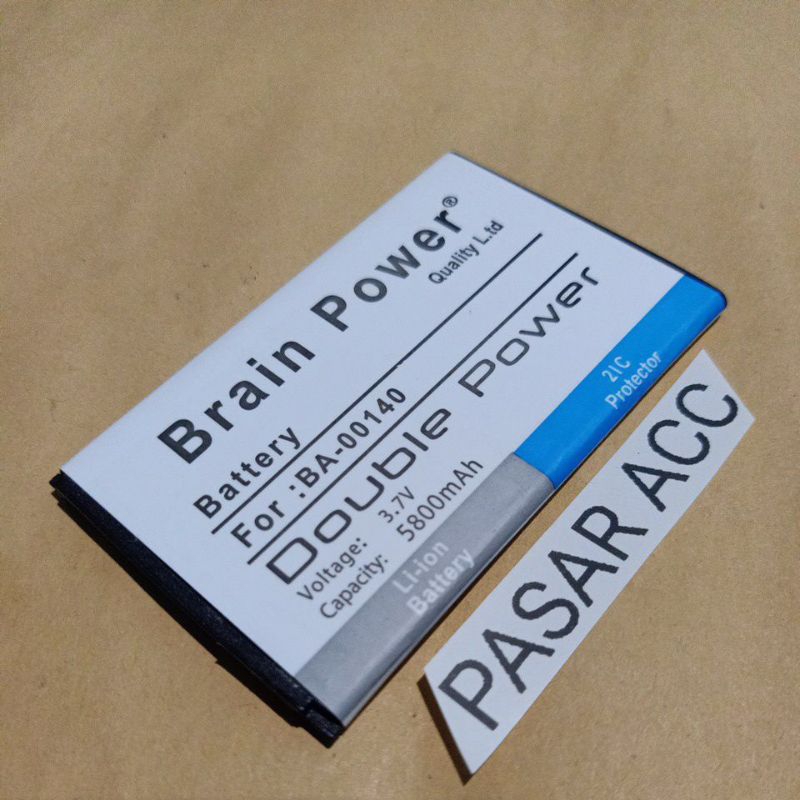 Brain Power®
Quality L.td
Battery
For :BA-00140
Double Power
Voltage: 3.7V
Capacity: 5800mAh
Li-ion
Battery
2IC
Protector
PASAR ACC